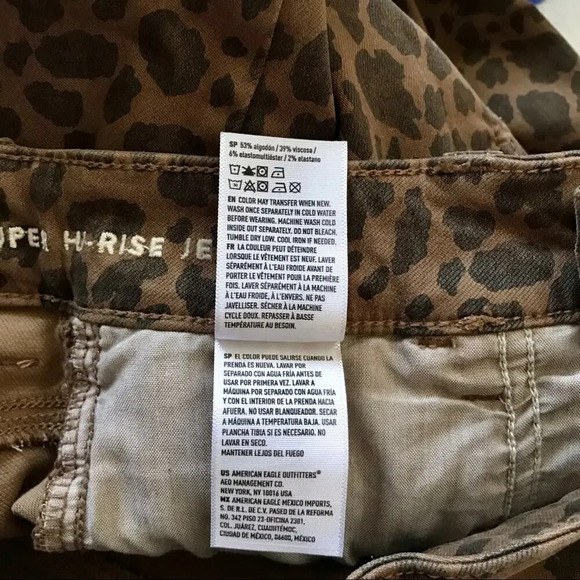 SP 53% algodón / 39% viscosa /
6% elastomultiéster / 2% elastano
EN COLOR MAY TRANSFER WHEN NEW.
WASH ONCE SEPARATELY IN COLD WATER
BEFORE WEARING. MACHINE WASH COLD
INSIDE OUT. DO NOT BLEACH.
TUMBLE DRY LOW. COOL IRON IF NEEDED.
FR LA COULEUR PEUT DÉTEINDRE
LORSQUE LE VÊTEMENT EST NEUF. LAVER
SÉPARÉMENT À L'EAU FROIDE AVANT DE
PORTER LE VÊTEMENT POUR LA PREMIÈRE
FOIS. LAVER SÉPARÉMENT À LA MACHINE
À L'EAU FROIDE, À L'ENVERS. NE PAS
JAVELLISER. SÉCHER À LA MACHINE
CYCLE DOUX. REPASSER À BASSE
TEMPÉRATURE AU BESOIN.
HI-RISE JE
SP EL COLOR PUEDE SALIRSE CUANDO LA
PRENDA ES NUEVA. LAVAR POR
SEPARADO CON AGUA FRÍA ANTES DE
USAR POR PRIMERA VEZ. LAVAR A
MÁQUINA POR SEPARADO CON AGUA FRÍA
Y CON EL INTERIOR DE LA PRENDA HACIA
AFUERA. NO USAR BLANQUEADOR. SECAR
A MÁQUINA A TEMPERATURA BAJA. USAR
PLANCHA TIBIA SI ES NECESARIO. NO
LAVAR EN SECO.
MANTENER LEJOS DEL FUEGO
US AMERICAN EAGLE OUTFITTERS®
AEO MANAGEMENT CO.
NEW YORK, NY 10016 USA
MX AMERICAN EAGLE MEXICO IMPORTS,
S. DE R.L. DE C.V. PASEO DE LA REFORMA
NO. 342 PISO 23-OFICINA 2301,
COL. JUÁREZ, CUAUHTÉMOC,
CD. MÉXICO, 06600, MÉXICO